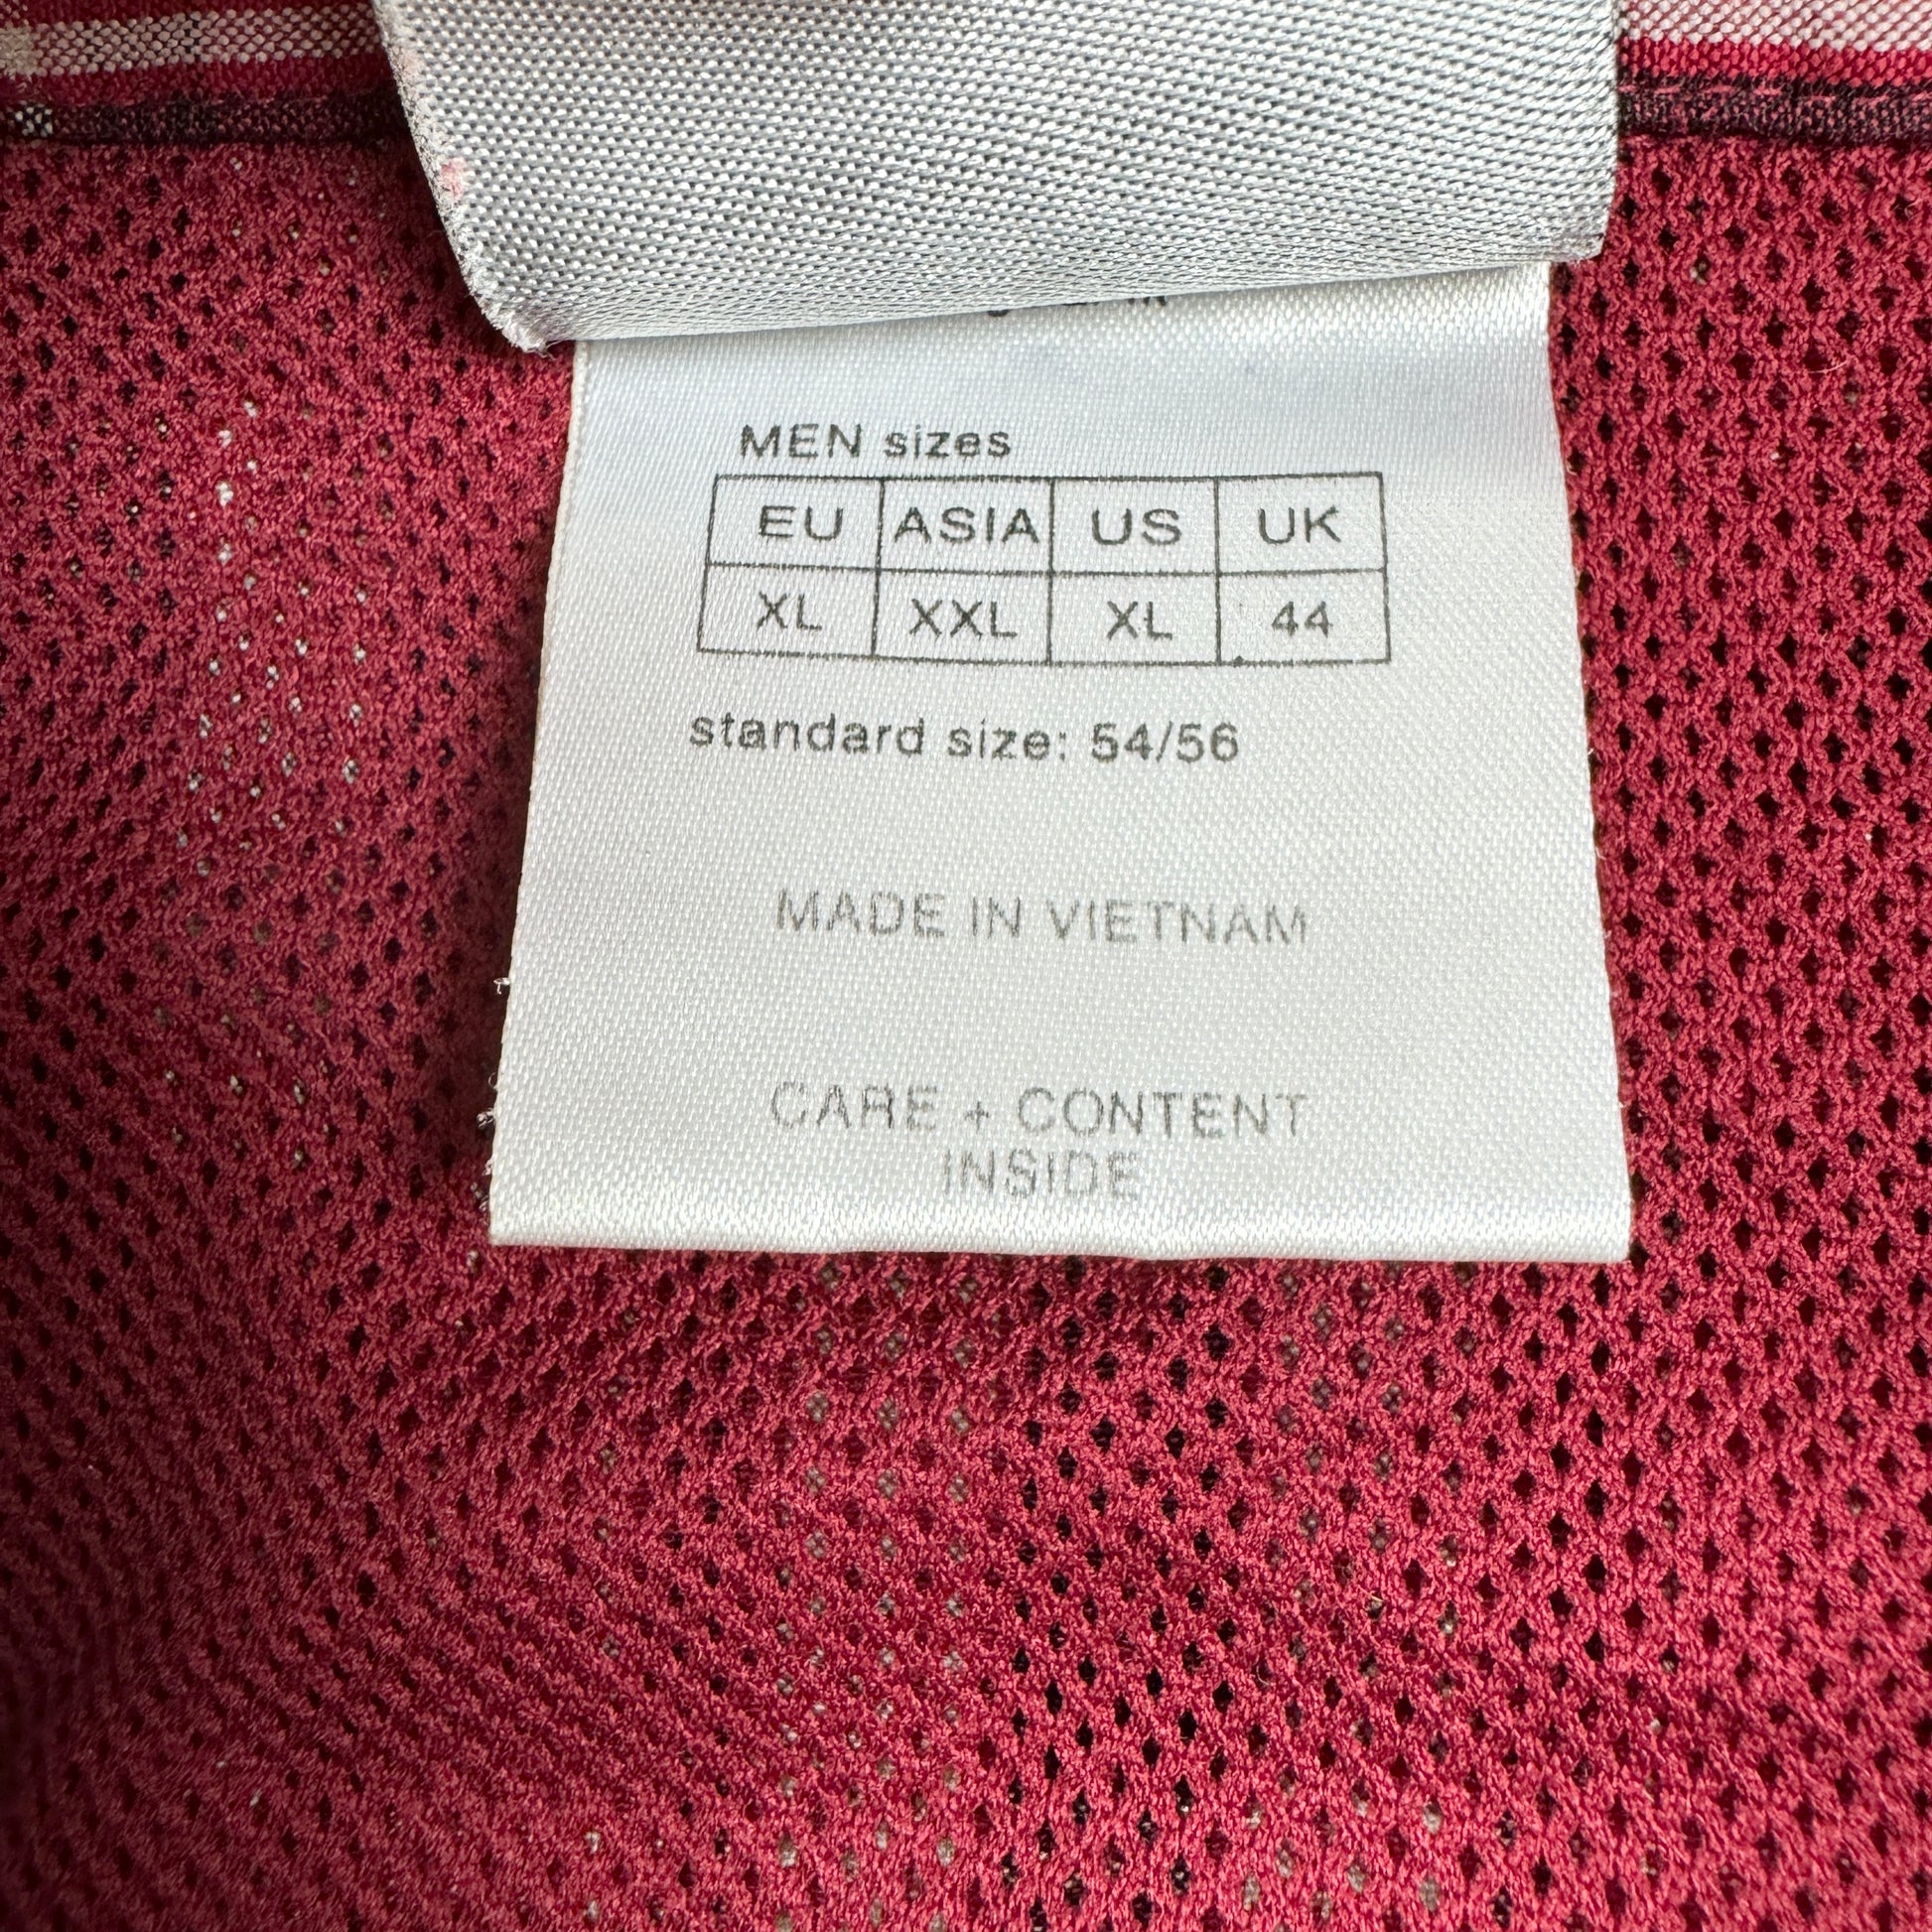 MEN sizes
EU ASIA US UK
XL XXL XL 44
standard size: 54/56
MADE IN VIETNAM
CARE + CONTENT
INSIDE